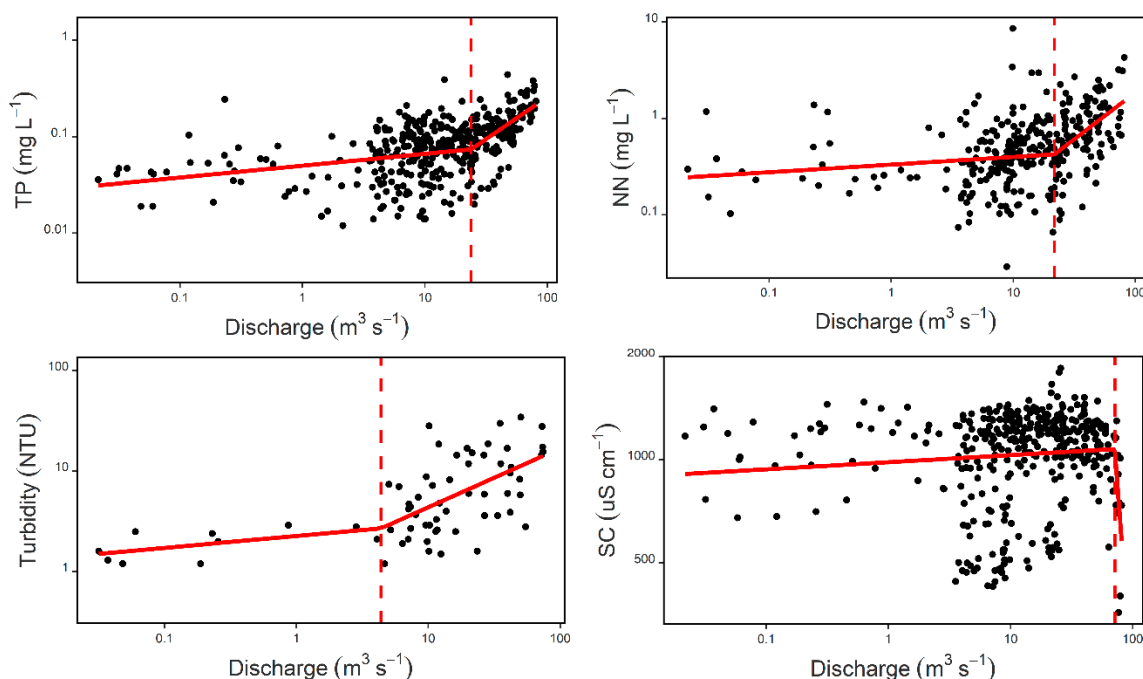 TP (mg L⁻¹)
1
0.1
0.01
0.1 1 10 100
Discharge (m³ s⁻¹)
NN (mg L⁻¹)
10
1
0.1
0.1 1 10 100
Discharge (m³ s⁻¹)
Turbidity (NTU)
100
10
1
0.1 1 10 100
Discharge (m³ s⁻¹)
SC (uS cm⁻¹)
2000
1000
500
0.1 1 10 100
Discharge (m³ s⁻¹)